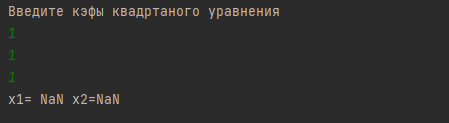 Введите кэфы квадртаного уравнения
1
1
1
x1= NaN x2=NaN